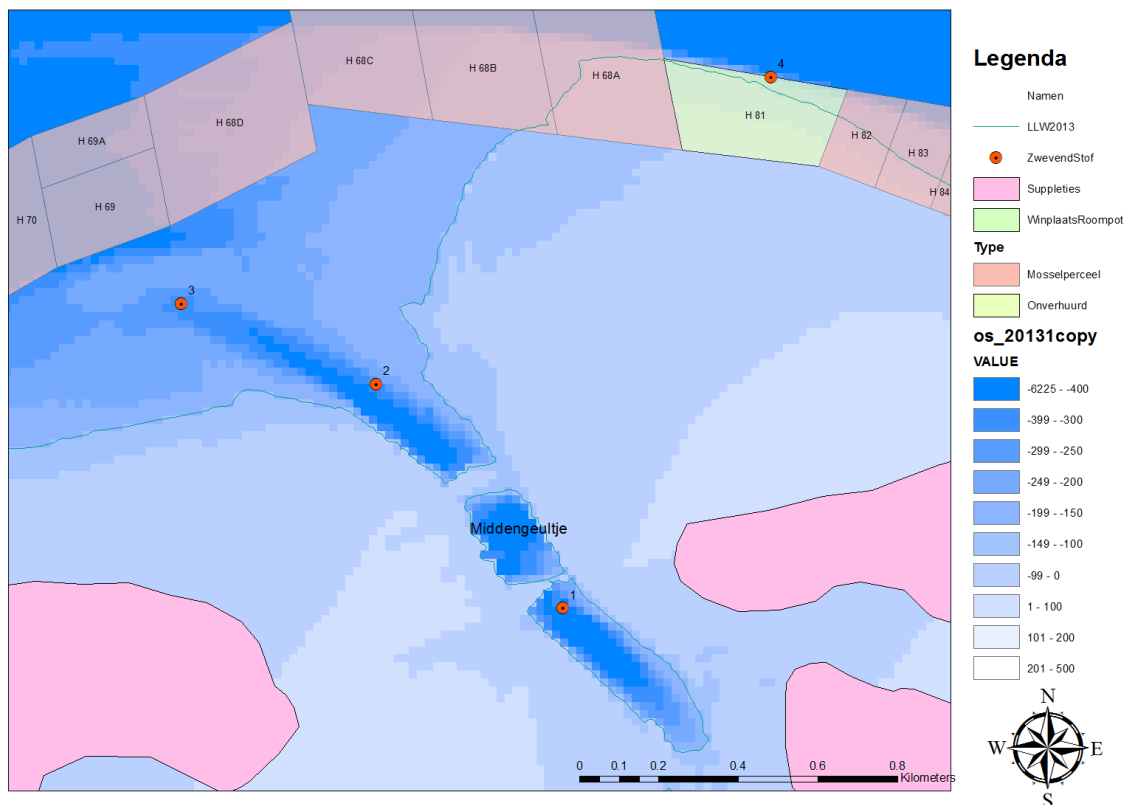 H 68C
H 68B
H 68A
4
H 81
H 82
H 83
H 84
H 68D
H 69A
H 69
H 70
3
2
Middengeultje
1
0 0.1 0.2 0.4 0.6 0.8
Kilometers
Legenda
Namen
LLW2013
ZwevendStof
Suppleties
WinplaatsRoompot
Type
Mosselperceel
Onverhuurd
os_20131copy
VALUE
-6225 - -400
-399 - -300
-299 - -250
-249 - -200
-199 - -150
-149 - -100
-99 - 0
1 - 100
101 - 200
201 - 500
N
W E
S